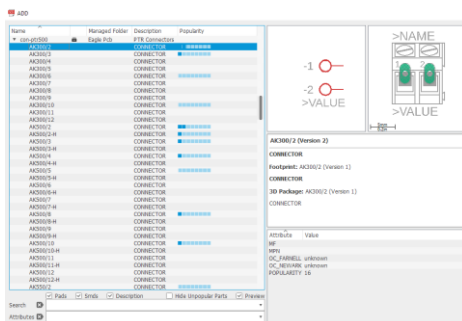 ADD
Name Managed Folder Description Popularity
con-ptr500 Eagle Pcb PTR Connectors
AK300/2 CONNECTOR
AK300/3 CONNECTOR
AK300/4 CONNECTOR
AK300/5 CONNECTOR
AK300/6 CONNECTOR
AK300/7 CONNECTOR
AK300/8 CONNECTOR
AK300/9 CONNECTOR
AK300/10 CONNECTOR
AK300/11 CONNECTOR
AK300/12 CONNECTOR
AK500/2 CONNECTOR
AK500/2-H CONNECTOR
AK500/3 CONNECTOR
AK500/3-H CONNECTOR
AK500/4 CONNECTOR
AK500/4-H CONNECTOR
AK500/5 CONNECTOR
AK500/5-H CONNECTOR
AK500/6 CONNECTOR
AK500/6-H CONNECTOR
AK500/7 CONNECTOR
AK500/7-H CONNECTOR
AK500/8 CONNECTOR
AK500/8-H CONNECTOR
AK500/9 CONNECTOR
AK500/9-H CONNECTOR
AK500/10 CONNECTOR
AK500/10-H CONNECTOR
AK500/11 CONNECTOR
AK500/11-H CONNECTOR
AK500/12 CONNECTOR
AK500/12-H CONNECTOR
AK550/2 CONNECTOR
Pads Smds Description Hide Unpopular Parts Preview
Search
Attributes
-1
-2
>VALUE
>NAME
1 2
>VALUE
5mm
0.2in
AK300/2 (Version 2)
CONNECTOR
Footprint: AK300/2 (Version 1)
CONNECTOR
3D Package: AK300/2 (Version 1)
CONNECTOR
Attribute Value
MF
MPN
OC_FARNELL unknown
OC_NEWARK unknown
POPULARITY 16